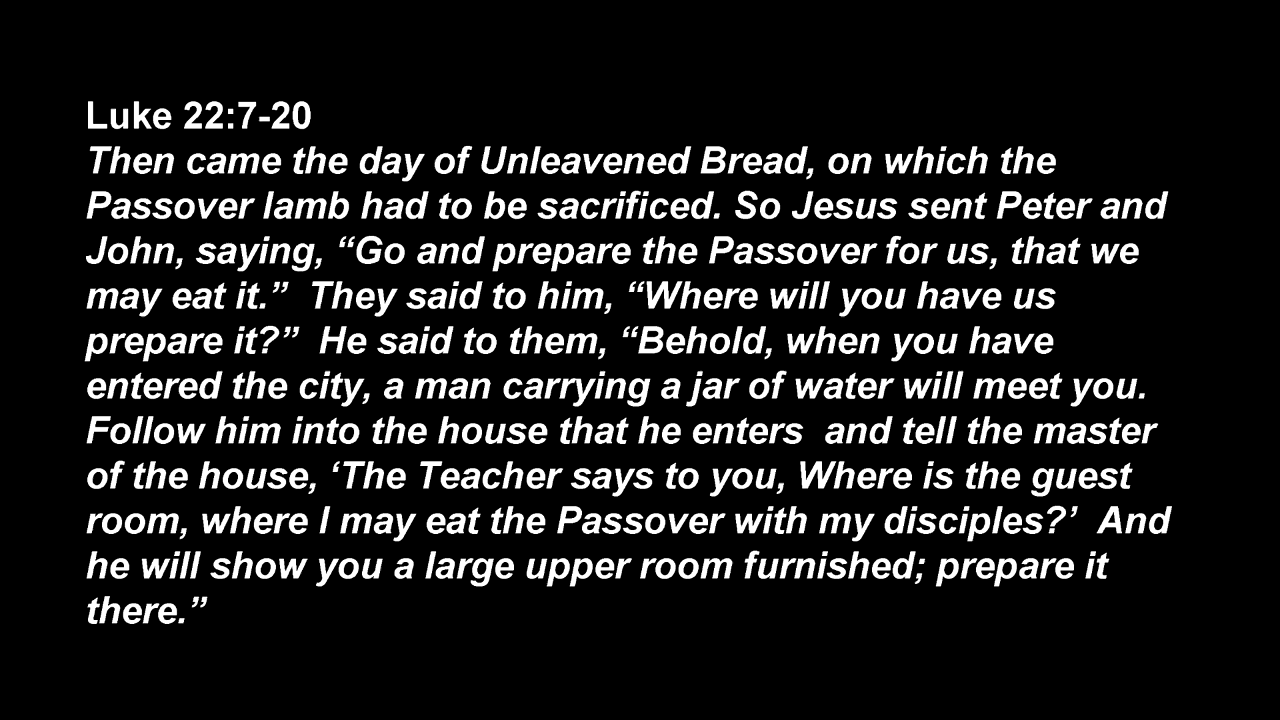 Luke 22:7-20
Then came the day of Unleavened Bread, on which the
Passover lamb had to be sacrificed. So Jesus sent Peter and
John, saying, “Go and prepare the Passover for us, that we
may eat it.”  They said to him, “Where will you have us
prepare it?”  He said to them, “Behold, when you have
entered the city, a man carrying a jar of water will meet you.
Follow him into the house that he enters  and tell the master
of the house, ‘The Teacher says to you, Where is the guest
room, where I may eat the Passover with my disciples?’  And
he will show you a large upper room furnished; prepare it
there.”